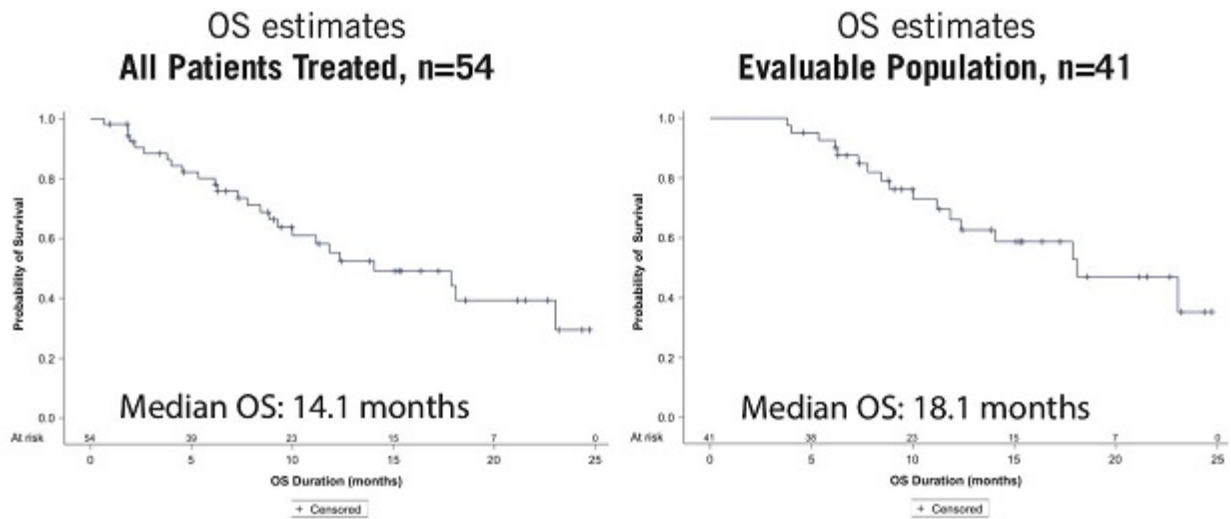 OS estimates
All Patients Treated, n=54
1.0
0.8
0.6
0.4
0.2
0.0
Probability of Survival
Median OS: 14.1 months
At risk 54 39 23 15 7 0
0 5 10 15 20 25
OS Duration (months)
+ Censored
OS estimates
Evaluable Population, n=41
1.0
0.8
0.6
0.4
0.2
0.0
Probability of Survival
Median OS: 18.1 months
At risk 41 38 23 15 7 0
0 5 10 15 20 25
OS Duration (months)
+ Censored